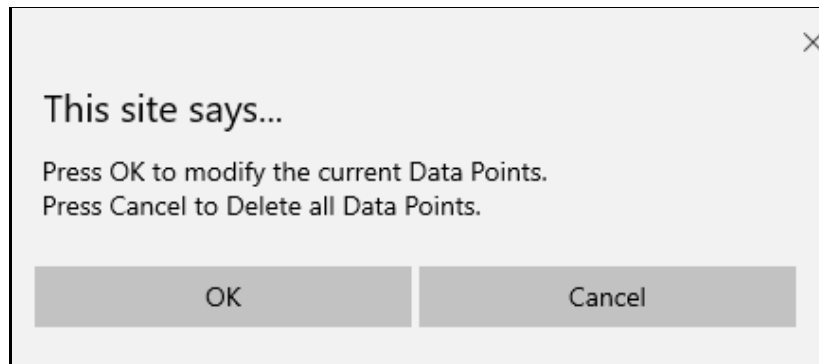 This site says...
Press OK to modify the current Data Points.
Press Cancel to Delete all Data Points.
OK
Cancel